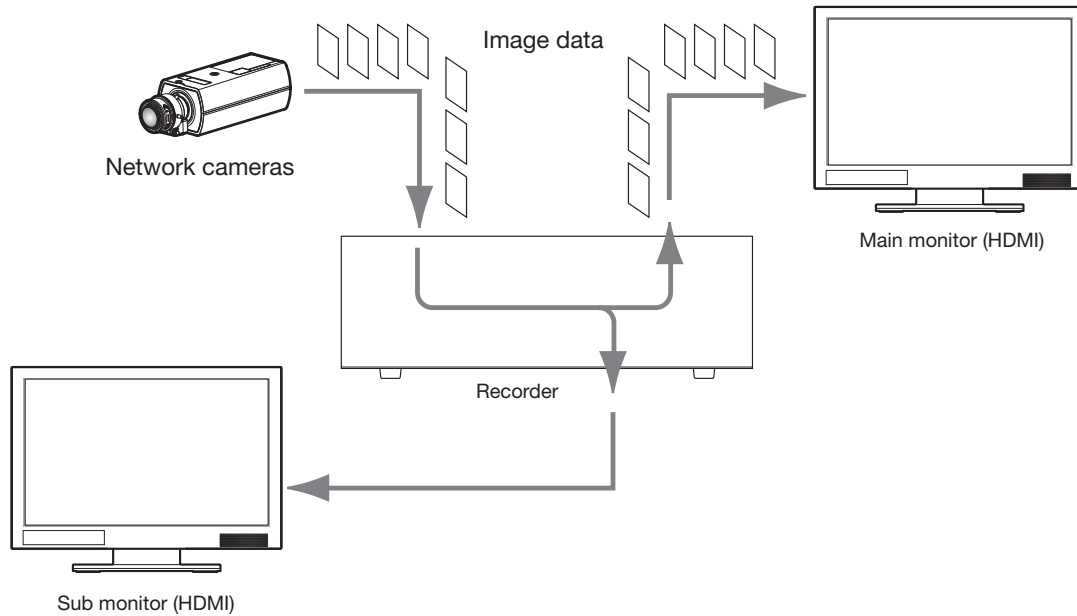 Image data
Network cameras
Main monitor (HDMI)
Recorder
Sub monitor (HDMI)